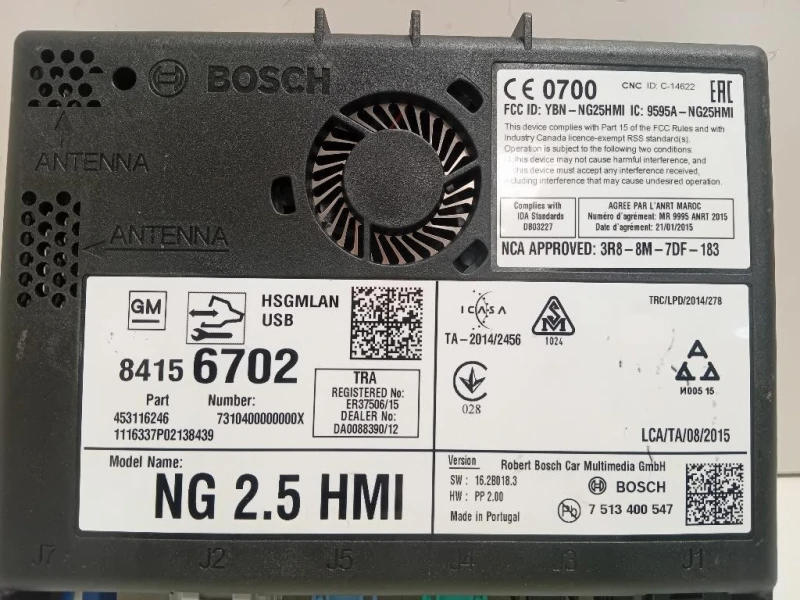 BOSCH
ANTENNA
ANTENNA
CE 0700 CNC ID: C-14622 EAC
FCC ID: YBN-NG25HMI IC: 9595A-NG25HMI
This device complies with Part 15 of the FCC Rules and with
Industry Canada licence-exempt RSS standard(s).
Operation is subject to the following two conditions:
this device may not cause harmful interference, and
this device must accept any interference received,
including interference that may cause undesired operation.
Complies with
IDA Standards
DB03227
AGREE PAR L'ANRT MAROC
Numéro d'agrément: MR 9995 ANRT 2015
Date d'agrément: 21/01/2015
NCA APPROVED: 3R8-8M-7DF-183
GM
HSGMLAN
USB
8415 6702
Part Number:
453116246 7310400000000X
1116337P02138439
TRA
REGISTERED No:
ER37506/15
DEALER No:
DA0088390/12
Model Name:
NG 2.5 HMI
ICASA
TA-2014/2456
1024
TRC/LPD/2014/278
028
И005 15
LCA/TA/08/2015
Version
SW : 16.2B018.3
HW : PP 2.00
Made in Portugal
Robert Bosch Car Multimedia GmbH
BOSCH
Pb
7 513 400 547
J7 J2 J5 J4 J3 J1